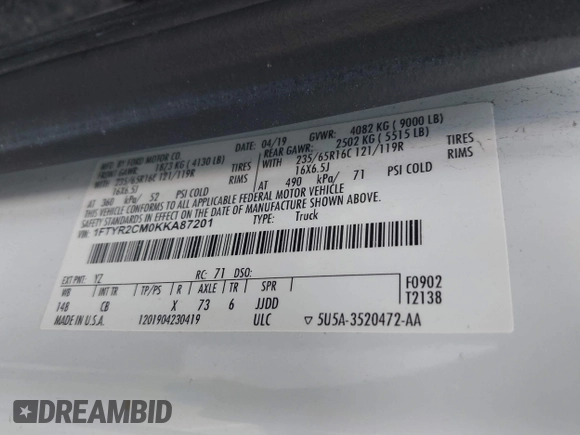 MFD. BY FORD MOTOR CO. DATE: 04/19 GVWR: 4082 KG ( 9000 LB)
FRONT GAWR: 1873 KG ( 4130 LB) REAR GAWR: 2502 KG ( 5515 LB)
WITH 235/65R16C 121/119R TIRES WITH 235/65R16C 121/119R TIRES
16X6.5J RIMS 16X6.5J RIMS
AT 360 kPa/ 52 PSI COLD AT 490 kPa/ 71 PSI COLD
THIS VEHICLE CONFORMS TO ALL APPLICABLE FEDERAL MOTOR VEHICLE
SAFETY STANDARDS IN EFFECT ON THE DATE OF MANUFACTURE SHOWN ABOVE.
VIN: 1FTYR2CM0KKA87201 TYPE: Truck
EXT PNT: YZ RC: 71 DSO: F0902
WB INT TR TP/PS R AXLE TR SPR T2138
148 CB X 73 6 JJDD
MADE IN U.S.A. 1201904230419 ULC ▽ 5U5A-3520472-AA
DREAMBID